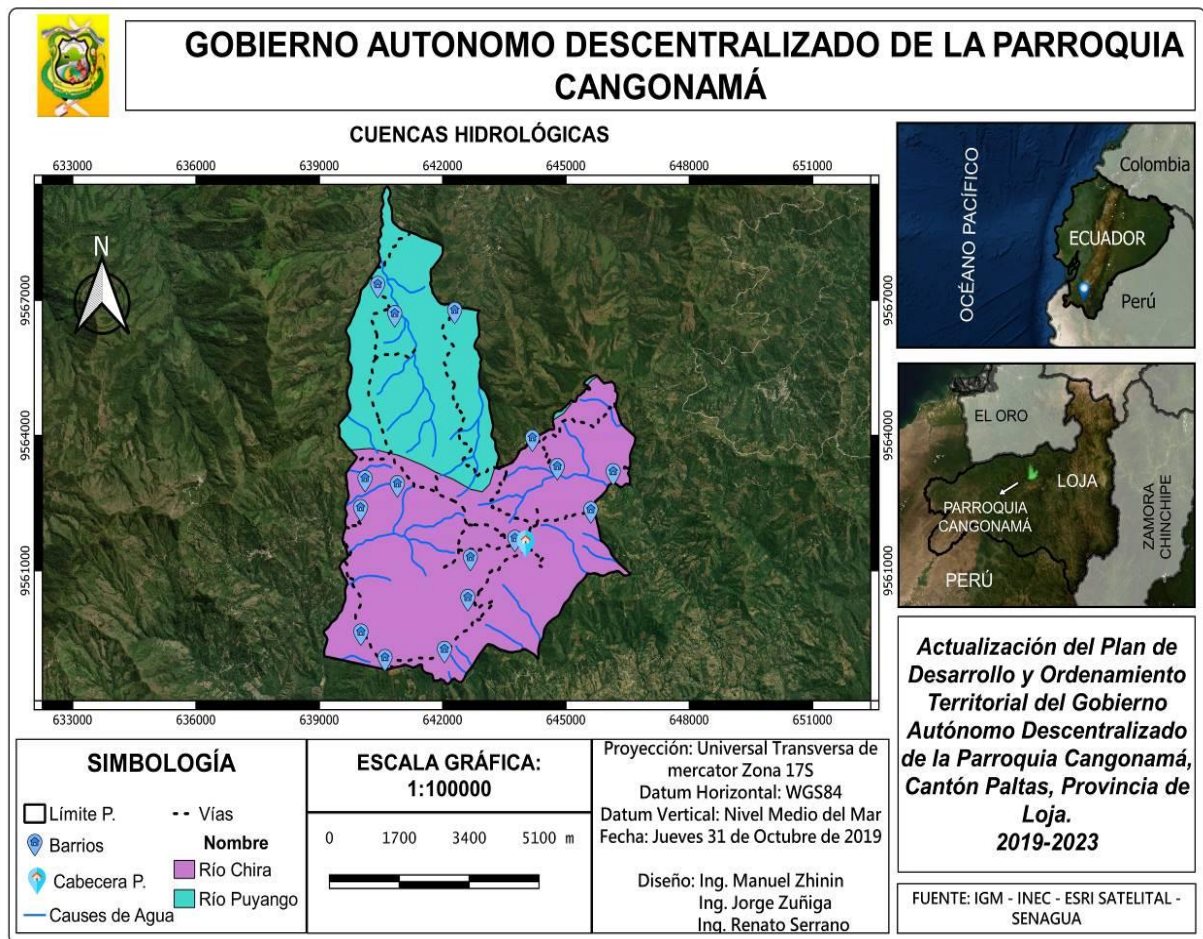 GOBIERNO AUTONOMO DESCENTRALIZADO DE LA PARROQUIA
CANGONAMÁ
CUENCAS HIDROLÓGICAS
633000 636000 639000 642000 645000 648000 651000
N
9567000 9567000
9564000 9564000
9561000 9561000
633000 636000 639000 642000 645000 648000 651000
OCÉANO PACÍFICO
Colombia
ECUADOR
Perú
EL ORO
LOJA
PARROQUIA
CANGONAMÁ
ZAMORA
CHINCHIPE
PERÚ
SIMBOLOGÍA
Límite P.
Barrios
Cabecera P.
Causes de Agua
Vías
Nombre
Río Chira
Río Puyango
ESCALA GRÁFICA:
1:100000
0 1700 3400 5100 m
Proyección: Universal Transversa de
mercator Zona 17S
Datum Horizontal: WGS84
Datum Vertical: Nivel Medio del Mar
Fecha: Jueves 31 de Octubre de 2019
Diseño: Ing. Manuel Zhinin
Ing. Jorge Zuñiga
Ing. Renato Serrano
Actualización del Plan de
Desarrollo y Ordenamiento
Territorial del Gobierno
Autónomo Descentralizado
de la Parroquia Cangonamá,
Cantón Paltas, Provincia de
Loja.
2019-2023
FUENTE: IGM - INEC - ESRI SATELITAL -
SENAGUA